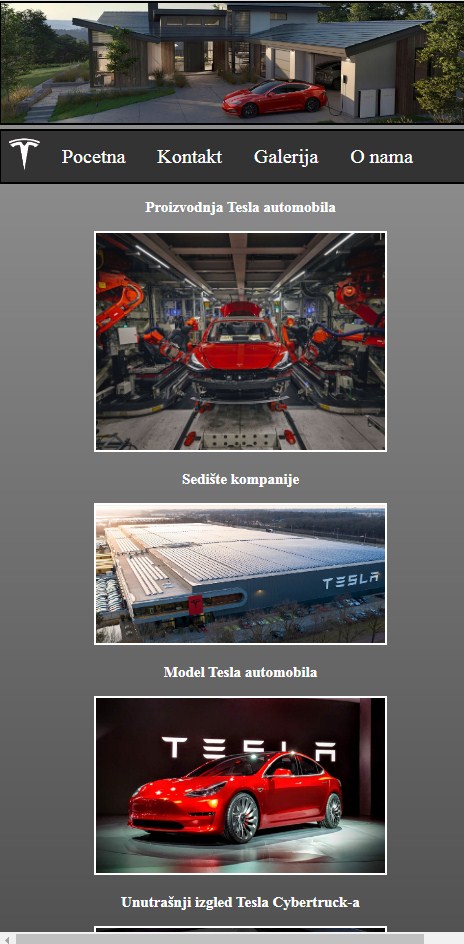 Pocetna Kontakt Galerija O nama
Proizvodnja Tesla automobila
Sedište kompanije
TESLA
Model Tesla automobila
TESLA
Unutrašnji izgled Tesla Cybertruck-a